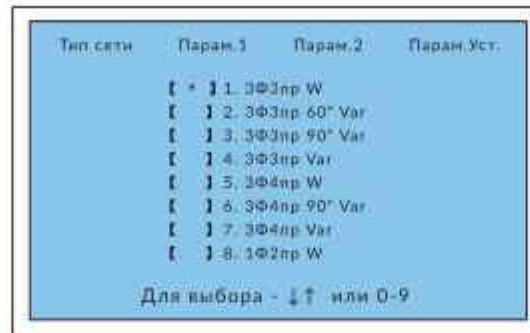 Тип сети Парам.1 Парам.2 Парам.Уст.
[ * ] 1. 3Ф3пр W
[ ] 2. 3Ф3пр 60° Var
[ ] 3. 3Ф3пр 90° Var
[ ] 4. 3Ф3пр Var
[ ] 5. 3Ф4пр W
[ ] 6. 3Ф4пр 90° Var
[ ] 7. 3Ф4пр Var
[ ] 8. 1Ф2пр W
Для выбора - ↓↑ или 0-9